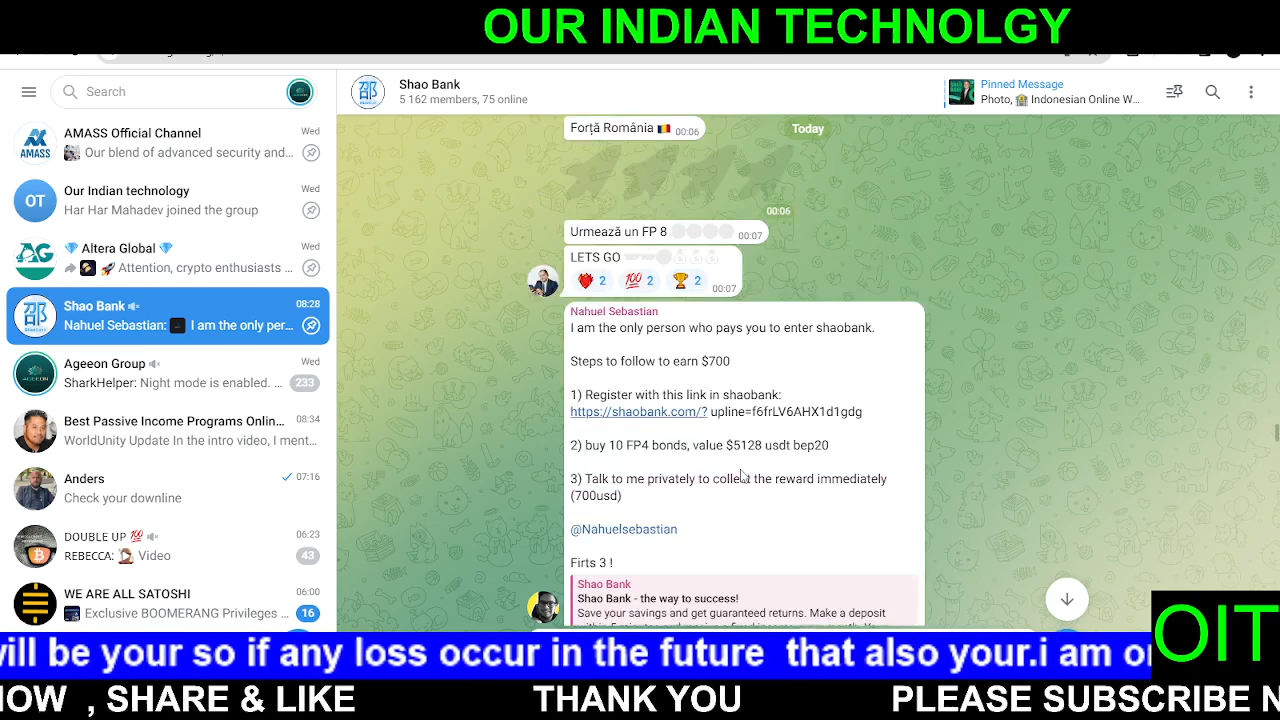 OUR INDIAN TECHNOLGY
Search
Shao Bank
5 162 members, 75 online
Pinned Message
Photo, 🏦 Indonesian Online W...
AMASS Official Channel
Wed
AMASS
Our blend of advanced security and...
OT
Our Indian technology
Wed
Har Har Mahadev joined the group
AG
💎 Altera Global 💎
Wed
🚀 Attention, crypto enthusiasts ...
Shao Bank
08:28
Nahuel Sebastian: I am the only per...
Ageeon Group
Wed
AGEEON
SharkHelper: Night mode is enabled. ...
233
Best Passive Income Programs Onlin...
08:34
WorldUnity Update In the intro video, I ment...
Anders
07:16
Check your downline
DOUBLE UP 💯
06:23
REBECCA: Video
43
WE ARE ALL SATOSHI
06:00
Exclusive BOOMERANG Privileges ...
16
Forță România 🇷🇴 00:06
Today
00:06
Urmează un FP 8
00:07
LETS GO
2 💯 2 🏆 2
00:07
Nahuel Sebastian
I am the only person who pays you to enter shaobank.
Steps to follow to earn $700
1) Register with this link in shaobank:
https://shaobank.com/? upline=f6frLV6AHX1d1gdg
2) buy 10 FP4 bonds, value $5128 usdt bep20
3) Talk to me privately to collect the reward immediately
(700usd)
@Nahuelsebastian
Firts 3 !
Shao Bank
Shao Bank - the way to success!
Save your savings and get guaranteed returns. Make a deposit
will be your so if any loss occur in the future that also your.i am
OIT
NOW , SHARE & LIKE THANK YOU PLEASE SUBSCRIBE